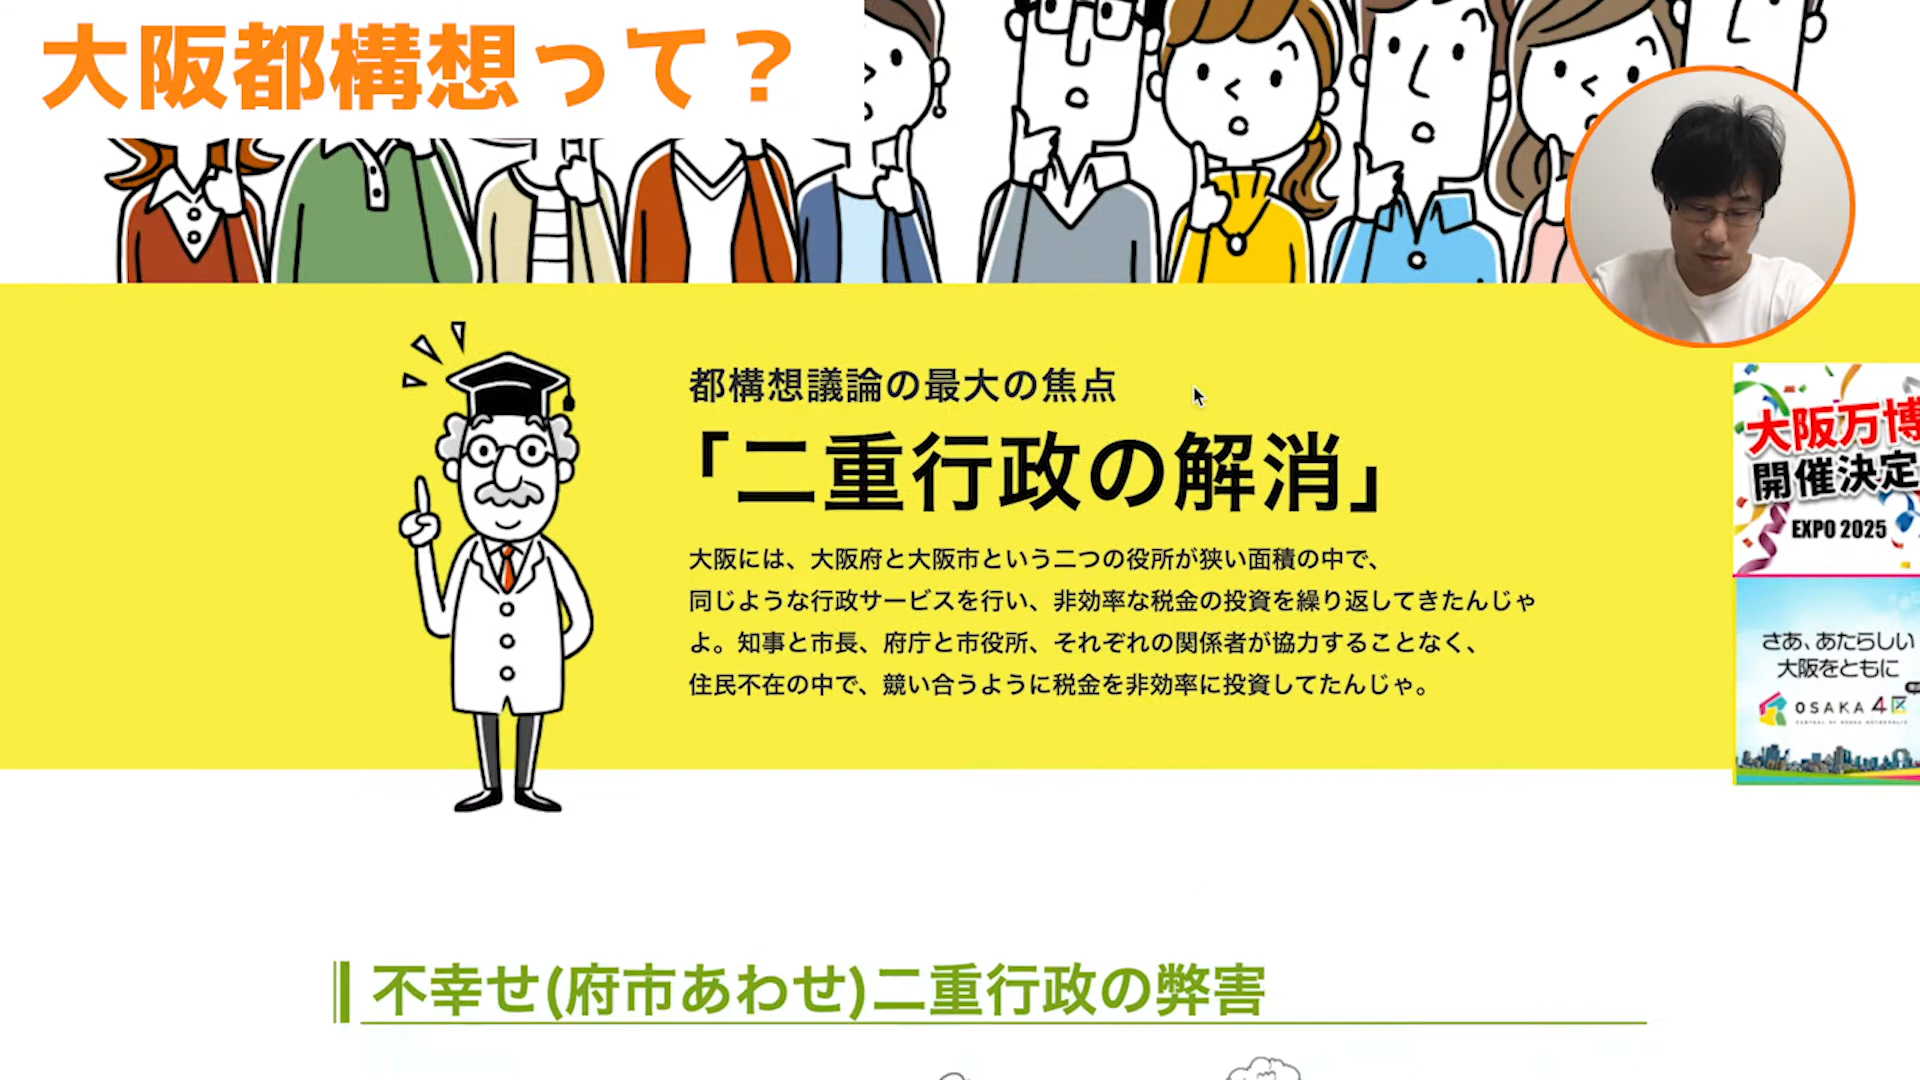 大阪都構想って？
都構想議論の最大の焦点
「二重行政の解消」
大阪には、大阪府と大阪市という二つの役所が狭い面積の中で、
同じような行政サービスを行い、非効率な税金の投資を繰り返してきたんじゃ
よ。知事と市長、府庁と市役所、それぞれの関係者が協力することなく、
住民不在の中で、競い合うように税金を非効率に投資してたんじゃ。
大阪万博
開催決定
EXPO 2025
さあ、あたらしい
大阪をともに
OSAKA 4区
不幸せ(府市あわせ)二重行政の弊害